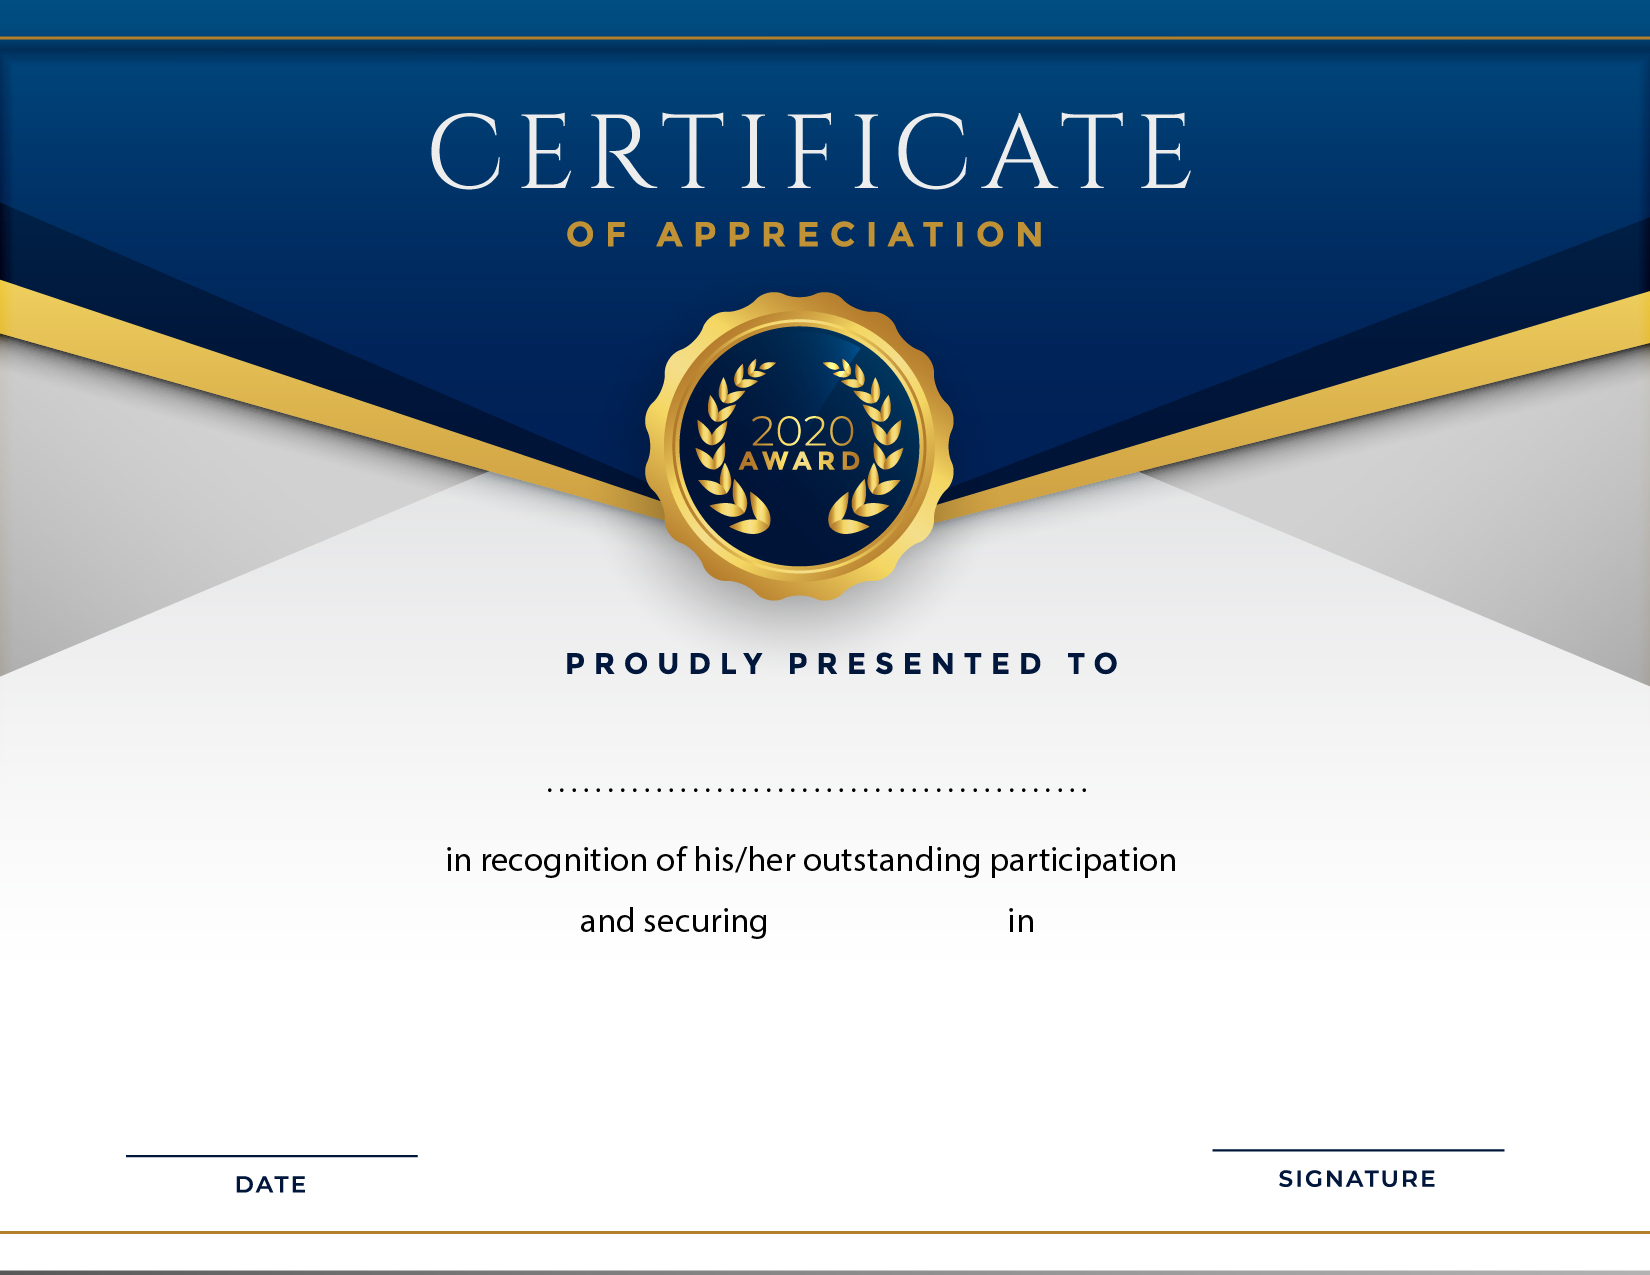 CERTIFICATE
OF APPRECIATION
2020
AWARD
PROUDLY PRESENTED TO
.............................................
in recognition of his/her outstanding participation
and securing in
DATE
SIGNATURE